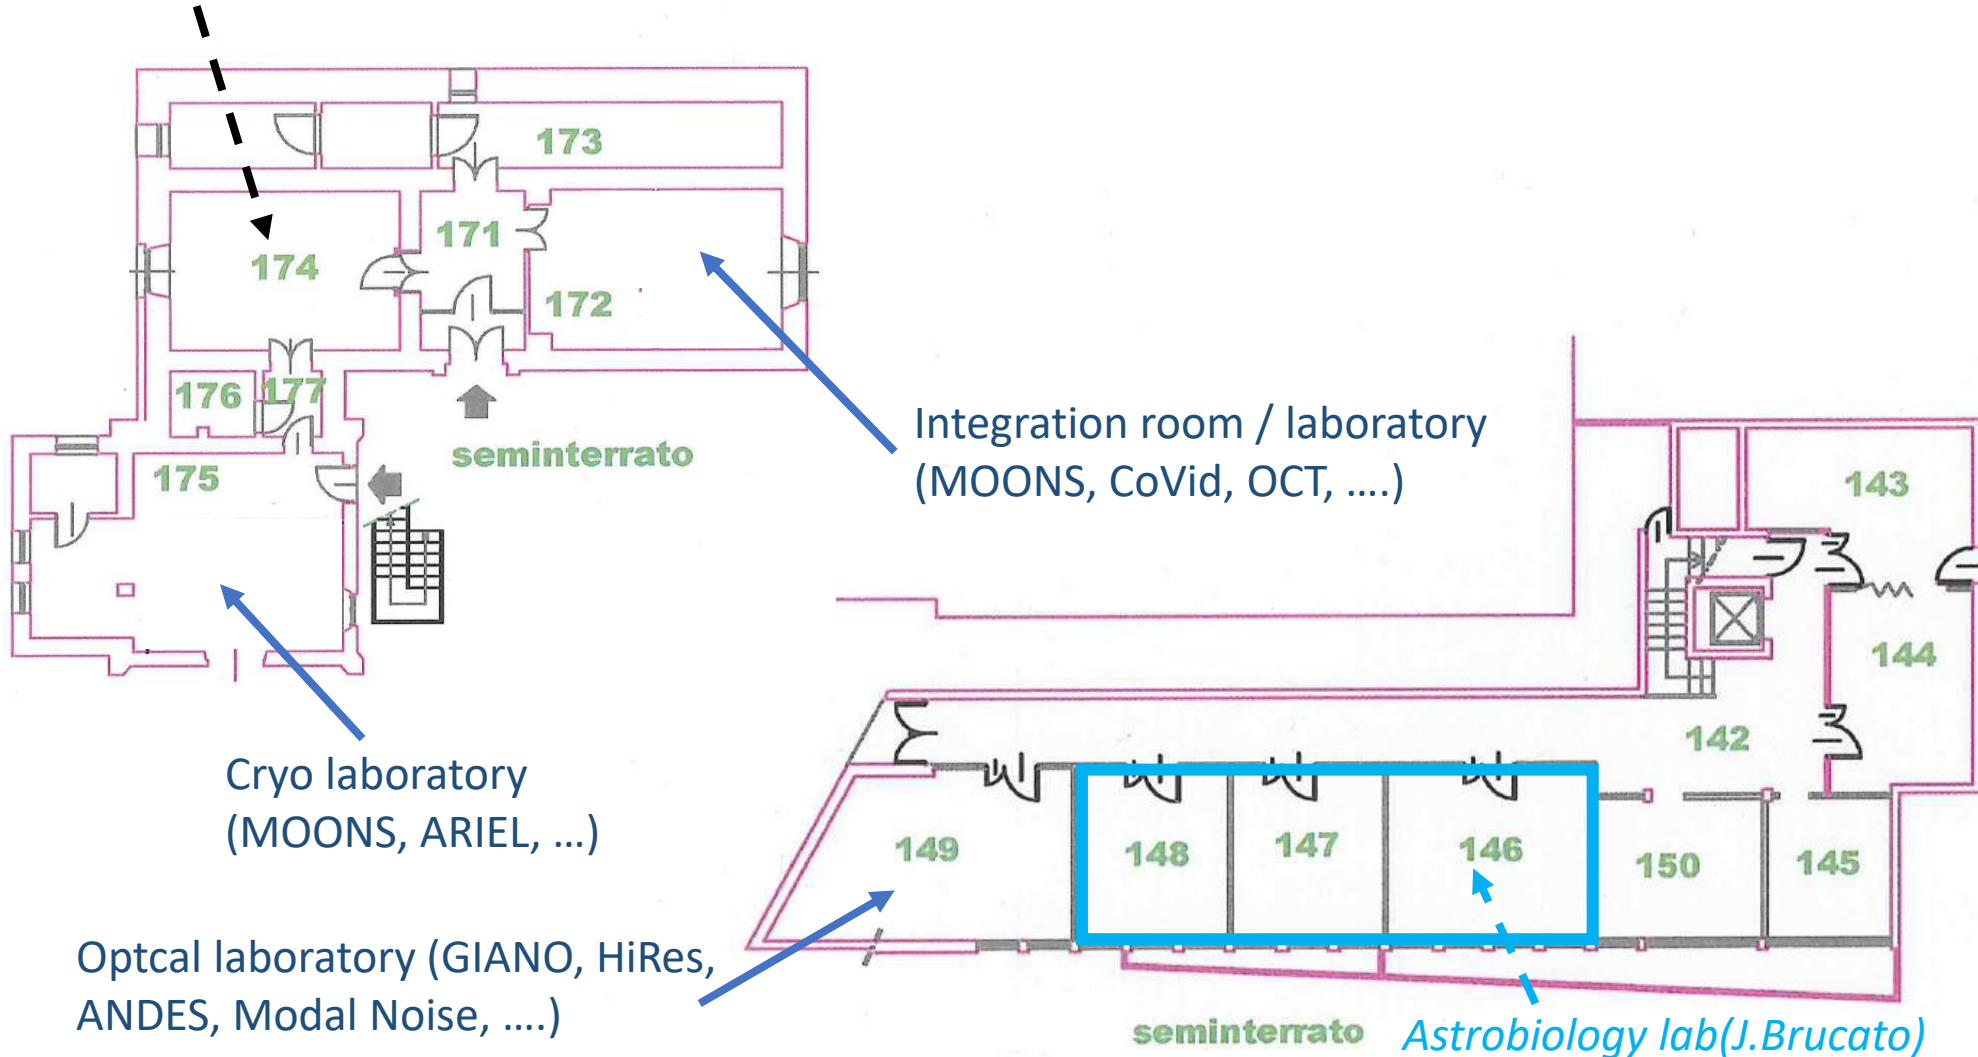 173
171
174
172
176
177
seminterrato
175
Integration room / laboratory
(MOONS, CoVid, OCT, ....)
143
144
142
Cryo laboratory
(MOONS, ARIEL, ...)
149
148
147
146
150
145
Optcal laboratory (GIANO, HiRes,
ANDES, Modal Noise, ....)
seminterrato
Astrobiology lab(J.Brucato)